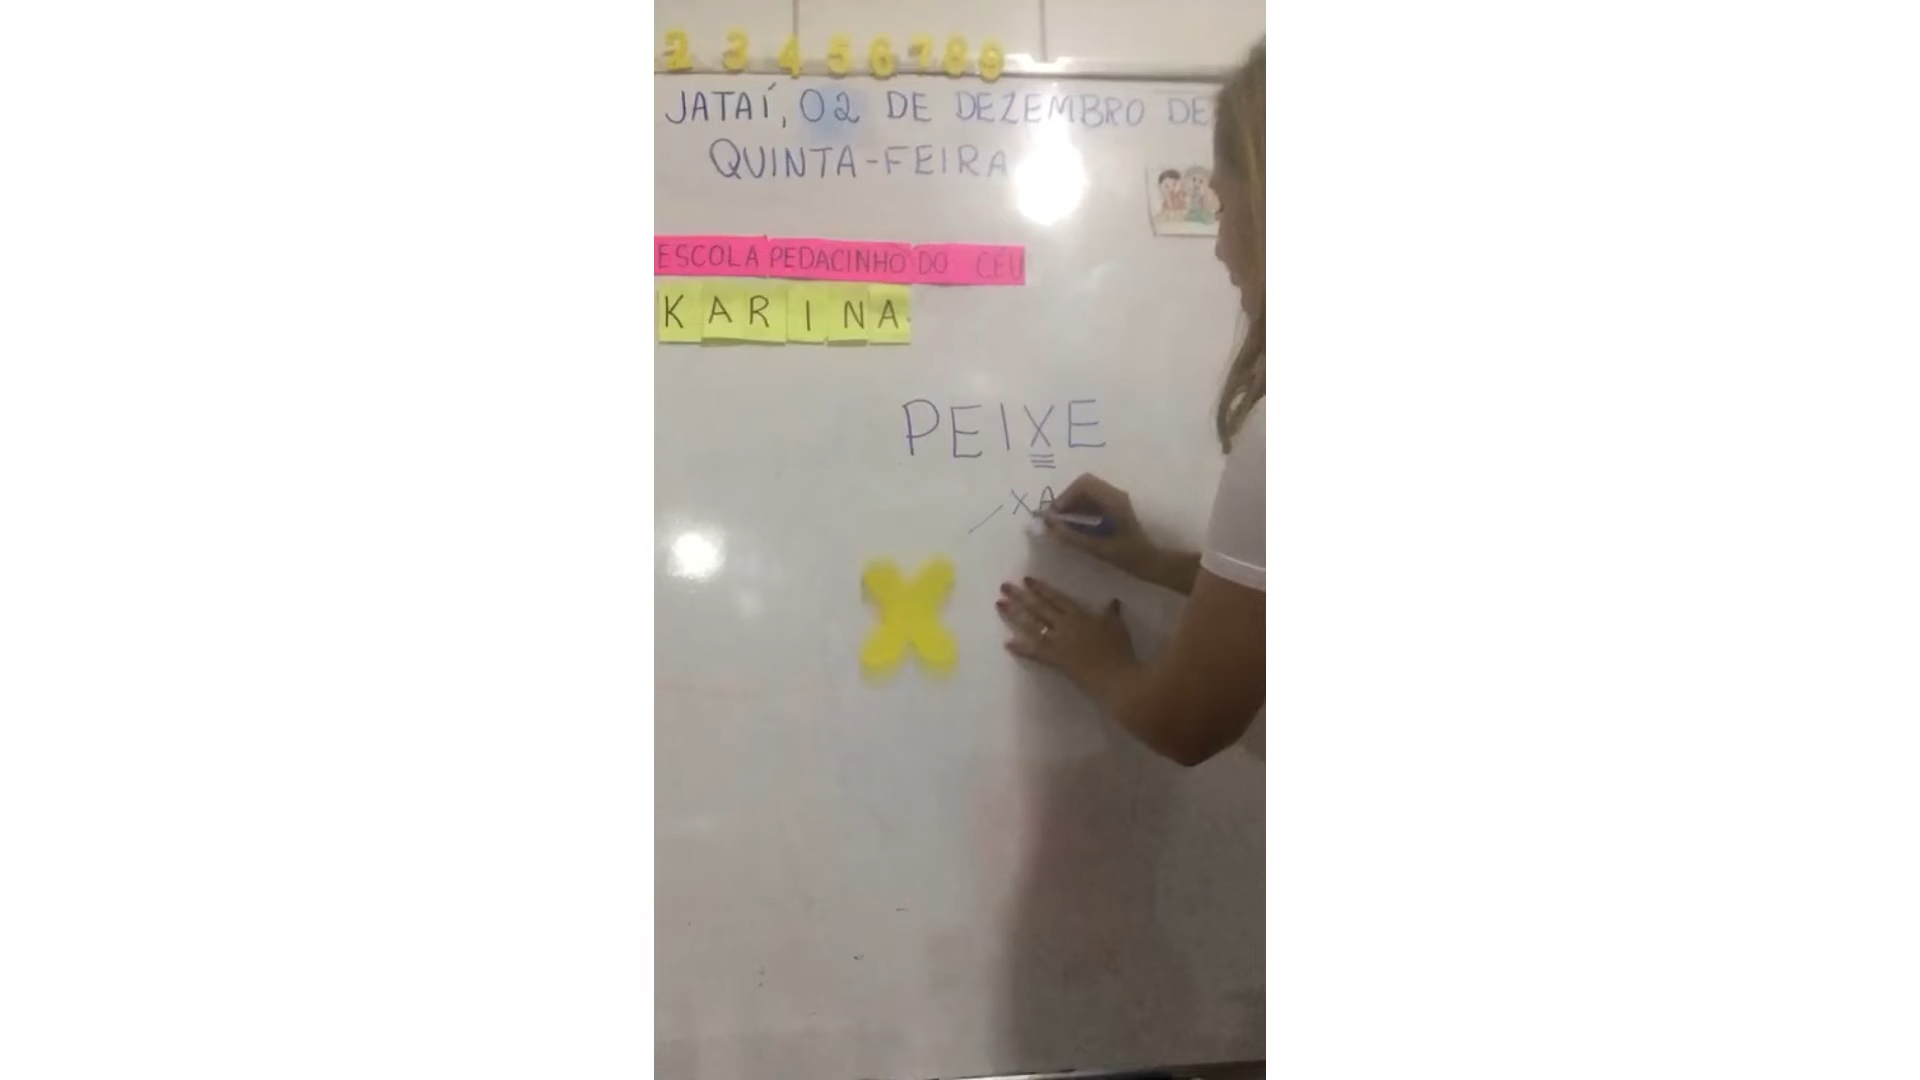 2 3 4 5 6 7 8 9
JATAÍ, 02 DE DEZEMBRO DE
QUINTA-FEIRA
ESCOLA PEDACINHO DO CÉU
KARINA
PEIXE
XA
X